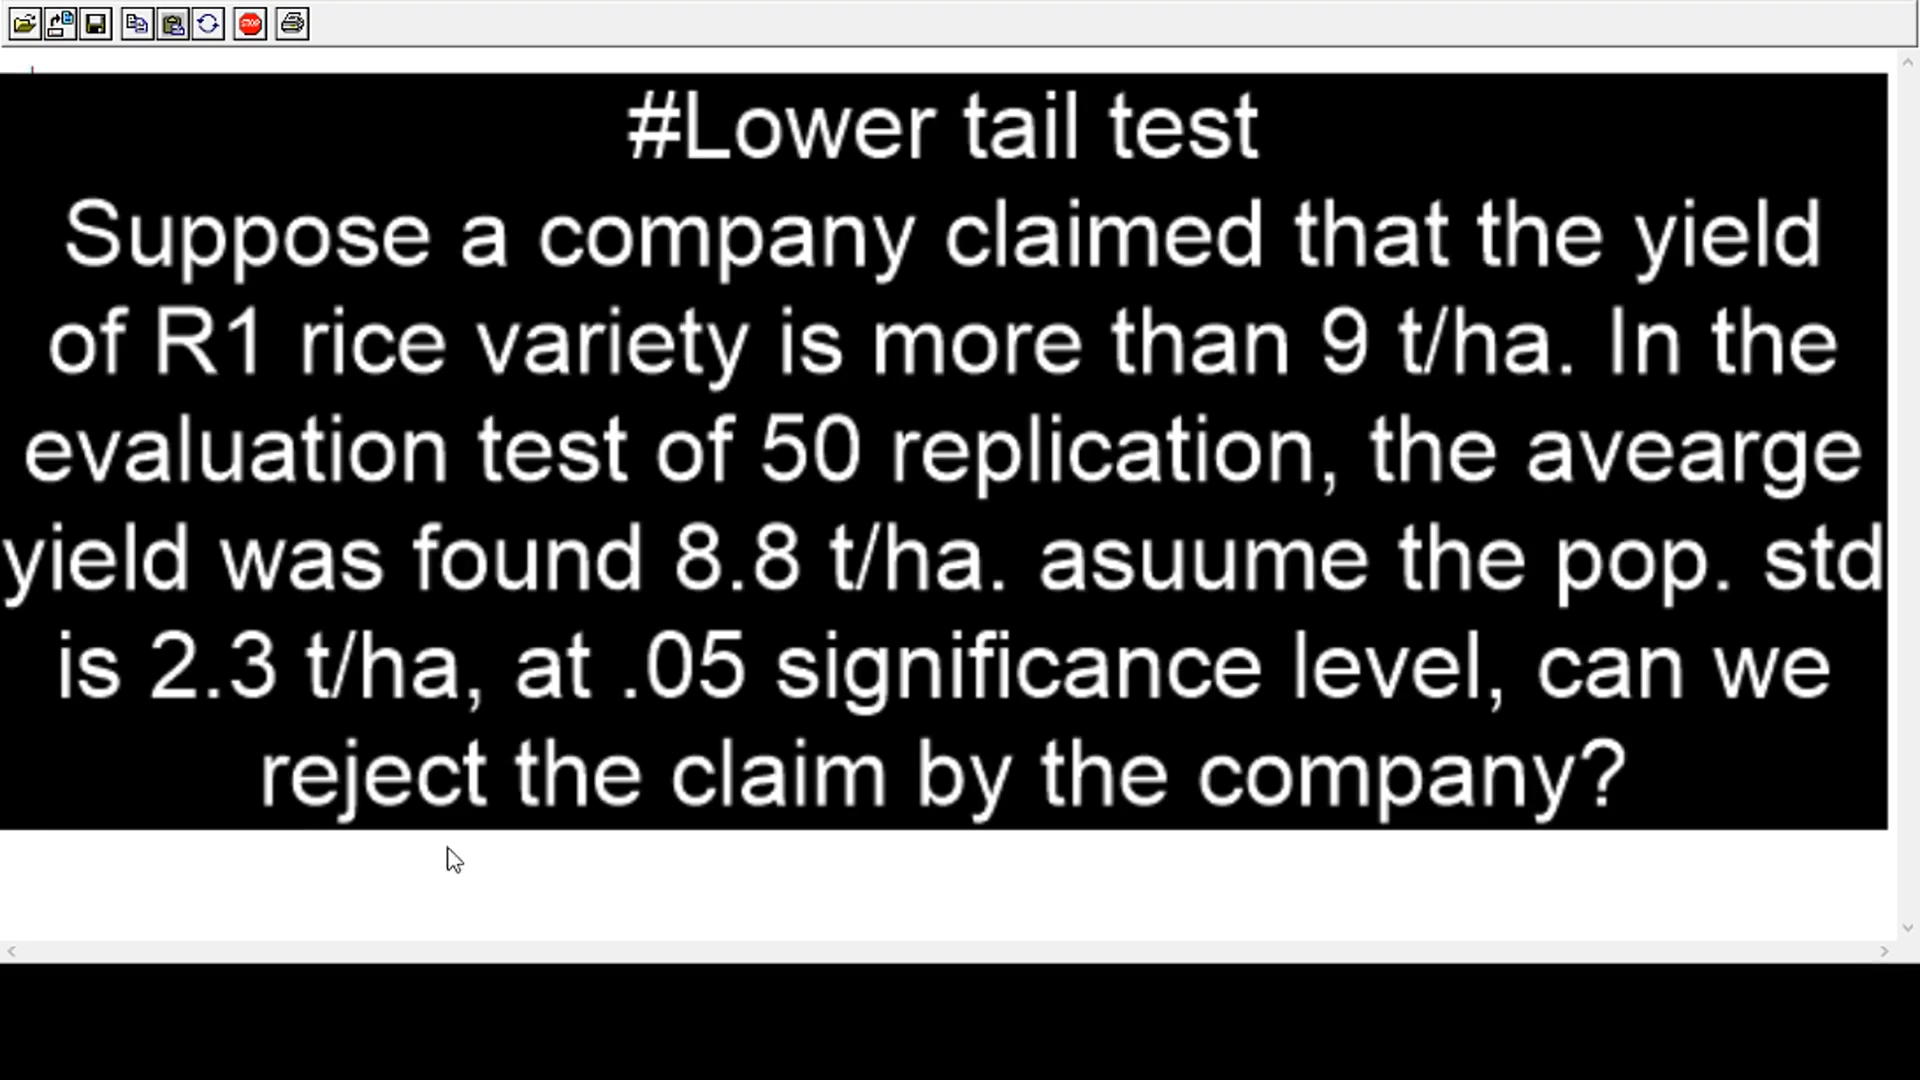 STOP
#Lower tail test
Suppose a company claimed that the yield
of R1 rice variety is more than 9 t/ha. In the
evaluation test of 50 replication, the avearge
yield was found 8.8 t/ha. asuume the pop. std
is 2.3 t/ha, at .05 significance level, can we
reject the claim by the company?